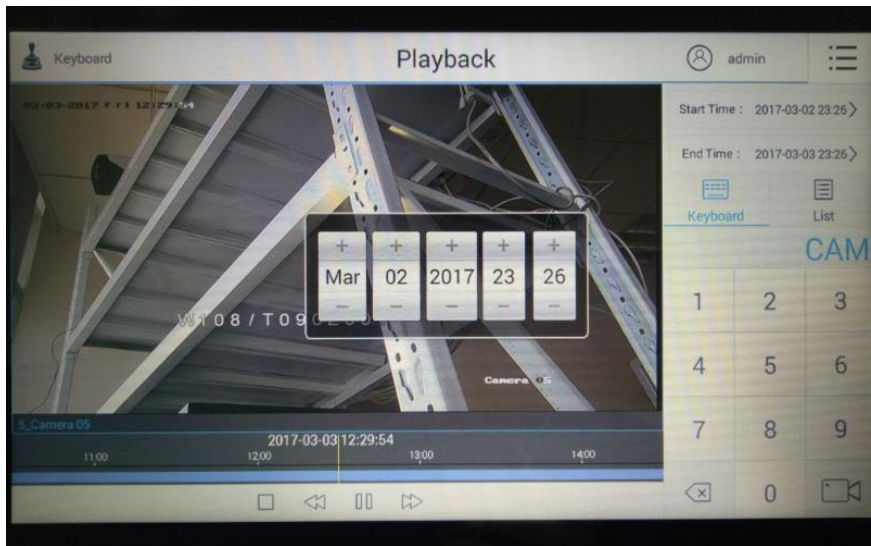 Keyboard
Playback
admin
03-03-2017 Fri 12:29:54
Start Time : 2017-03-02 23:26
End Time : 2017-03-03 23:26
Keyboard
List
CAM
+ + + + +
Mar 02 2017 23 26
− − − − −
W108/T09
Camera 05
1 2 3
4 5 6
7 8 9
0
5_Camera 05
2017-03-03 12:29:54
11:00 12:00 13:00 14:00